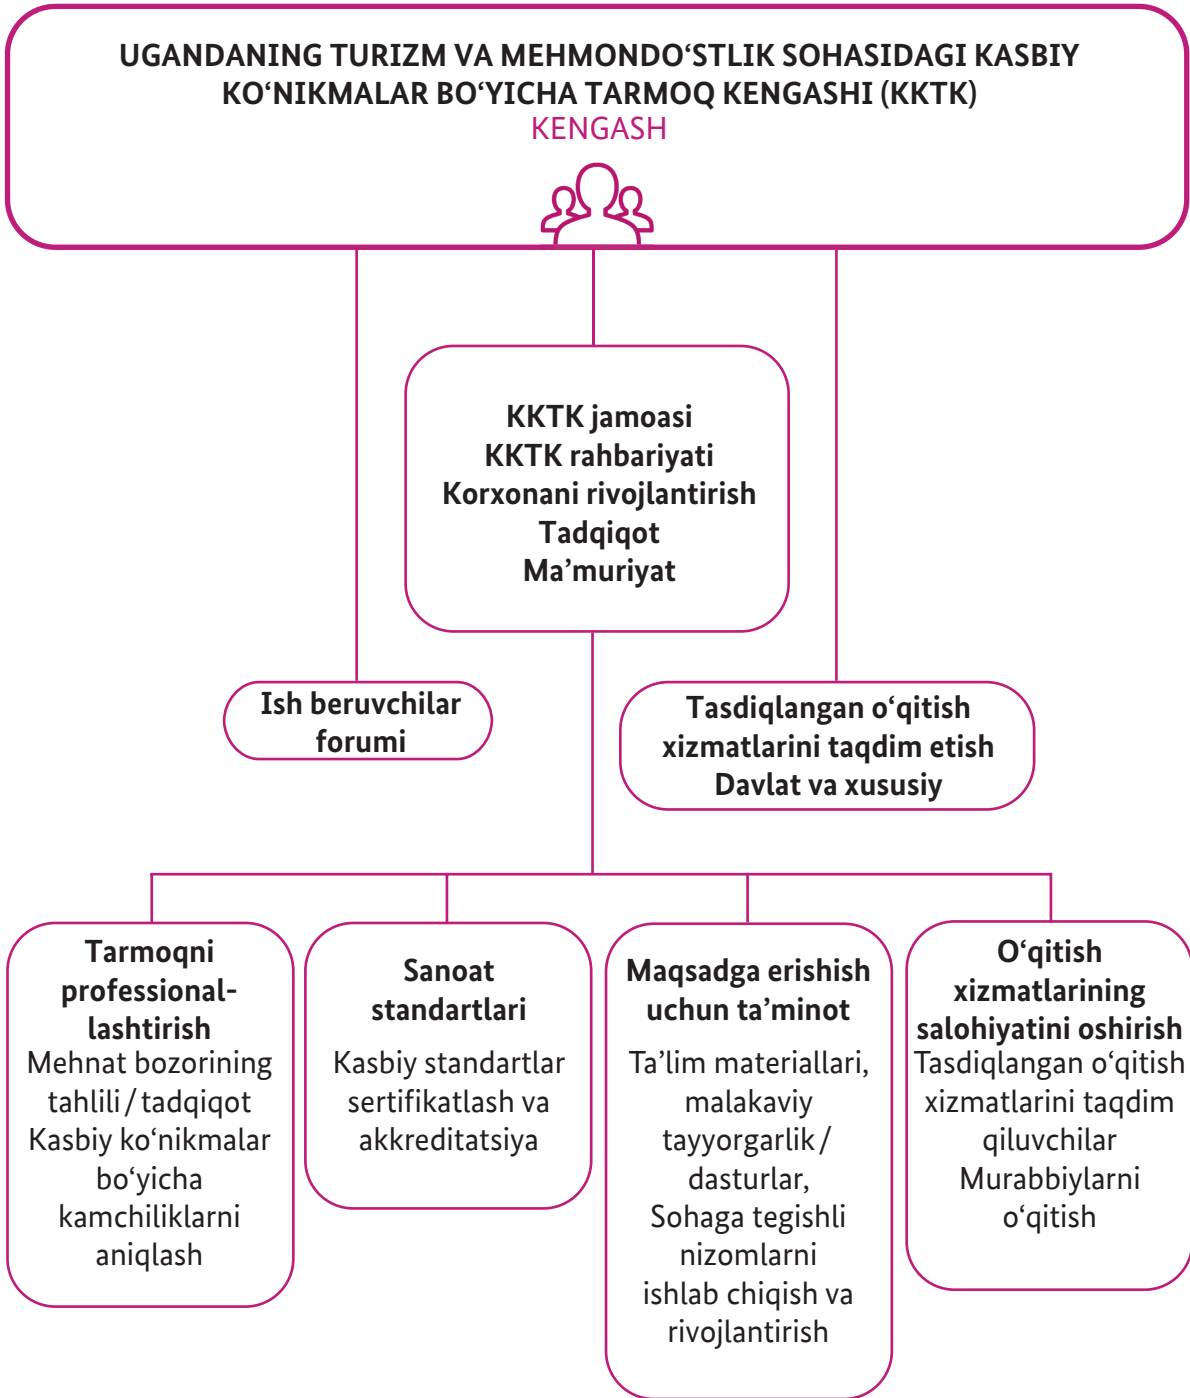 UGANDANING TURIZM VA MEHMONDO‘STLIK SOHASIDAGI KASBIY
KO‘NIKMALAR BO‘YICHA TARMOQ KENGASHI (KKTK)
KENGASH
KKTK jamoasi
KKTK rahbariyati
Korxonani rivojlantirish
Tadqiqot
Ma’muriyat
Ish beruvchilar
forumi
Tasdiqlangan o‘qitish
xizmatlarini taqdim etish
Davlat va xususiy
Tarmoqni
professional-
lashtirish
Mehnat bozorining
tahlili / tadqiqot
Kasbiy ko‘nikmalar
bo‘yicha
kamchiliklarni
aniqlash
Sanoat
standartlari
Kasbiy standartlar
sertifikatlash va
akkreditatsiya
Maqsadga erishish
uchun ta’minot
Ta’lim materiallari,
malakaviy
tayyorgarlik /
dasturlar,
Sohaga tegishli
nizomlarni
ishlab chiqish va
rivojlantirish
O‘qitish
xizmatlarining
salohiyatini oshirish
Tasdiqlangan o‘qitish
xizmatlarini taqdim
qiluvchilar
Murabbiylarni
o‘qitish